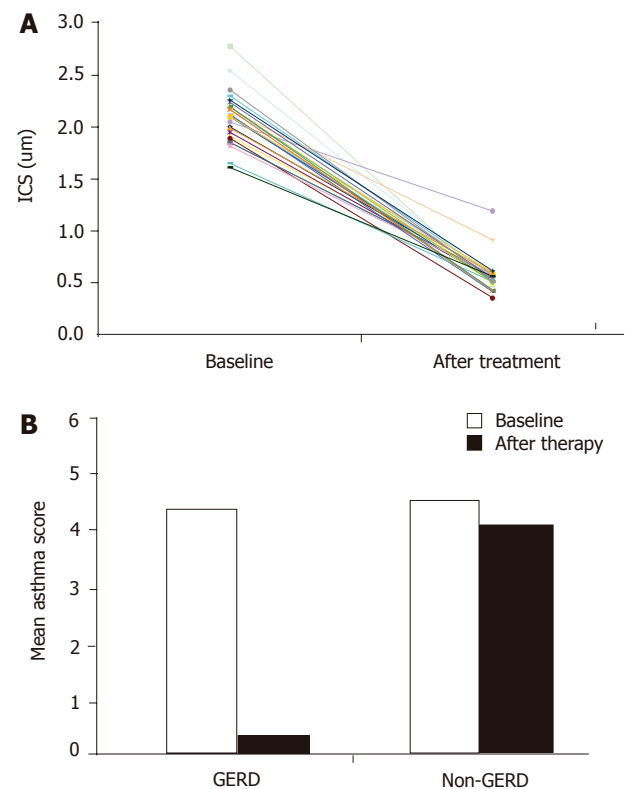 A
3.0
2.5
2.0
1.5
1.0
0.5
0.0
ICS (um)
Baseline
After treatment
B
Baseline
After therapy
6
5
4
3
2
1
0
Mean asthma score
GERD
Non-GERD